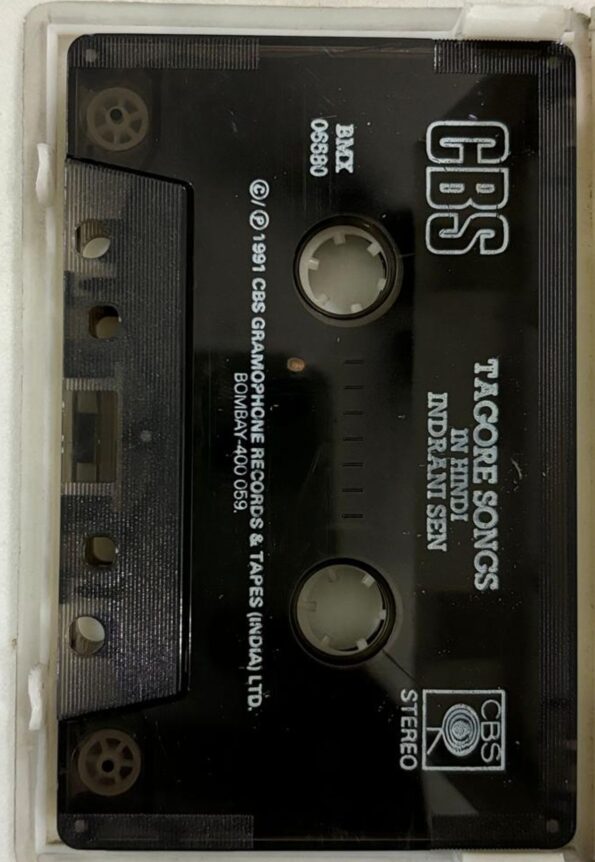 CBS
TAGORE SONGS
IN HINDI
INDRANI SEN
CBS
STEREO
BMX
©/ ℗ 1991 CBS GRAMOPHONE RECORDS & TAPES (INDIA) LTD.
BOMBAY-400 059.